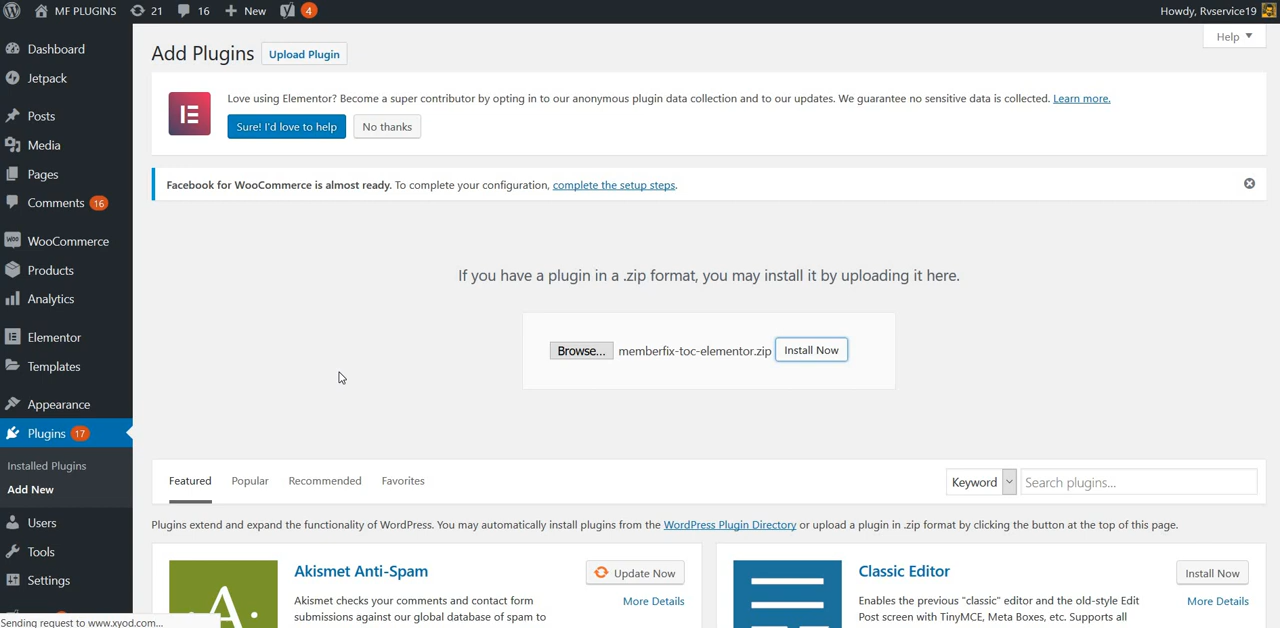 MF PLUGINS 21 16 New 4 Howdy, Rvservice19
Help
Dashboard
Jetpack
Posts
Media
Pages
Comments 16
WooCommerce
Products
Analytics
Elementor
Templates
Appearance
Plugins 17
Installed Plugins
Add New
Users
Tools
Settings
Add Plugins Upload Plugin
Love using Elementor? Become a super contributor by opting in to our anonymous plugin data collection and to our updates. We guarantee no sensitive data is collected. Learn more.
Sure! I'd love to help No thanks
Facebook for WooCommerce is almost ready. To complete your configuration, complete the setup steps.
If you have a plugin in a .zip format, you may install it by uploading it here.
Browse... memberfix-toc-elementor.zip Install Now
Featured Popular Recommended Favorites Keyword Search plugins...
Plugins extend and expand the functionality of WordPress. You may automatically install plugins from the WordPress Plugin Directory or upload a plugin in .zip format by clicking the button at the top of this page.
A.
Akismet Anti-Spam
Update Now
More Details
Akismet checks your comments and contact form
submissions against our global database of spam to
Classic Editor
Install Now
More Details
Enables the previous "classic" editor and the old-style Edit
Post screen with TinyMCE, Meta Boxes, etc. Supports all
Sending request to www.xyod.com...